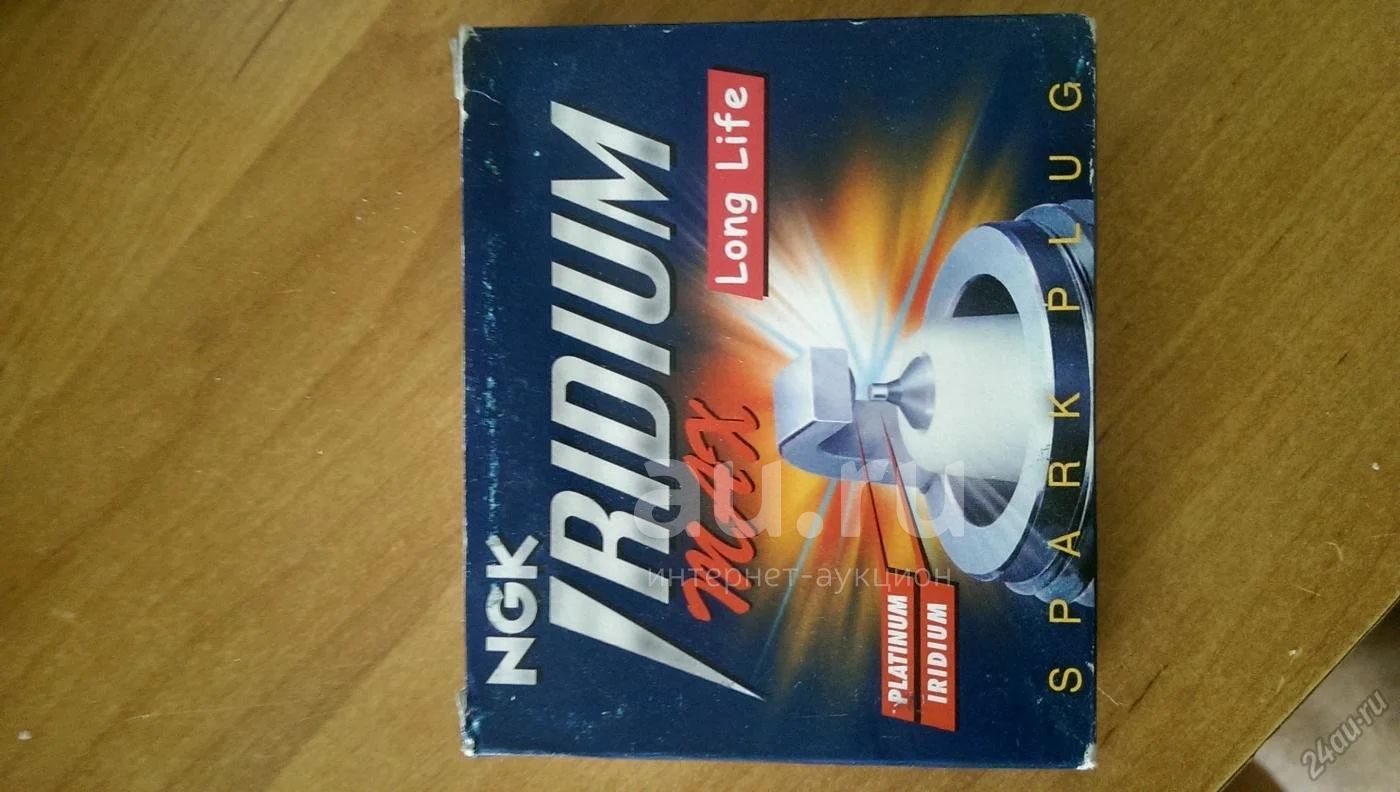 NGK
IRIDIUM
MAX
Long Life
PLATINUM
IRIDIUM
SPARK PLUG
au.ru
интернет-аукцион
24au.ru